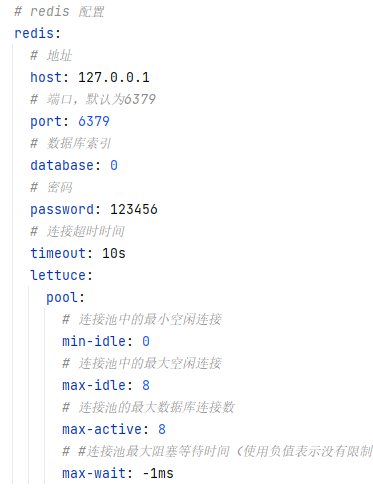 # redis 配置
redis:
# 地址
host: 127.0.0.1
# 端口，默认为6379
port: 6379
# 数据库索引
database: 0
# 密码
password: 123456
# 连接超时时间
timeout: 10s
lettuce:
pool:
# 连接池中的最小空闲连接
min-idle: 0
# 连接池中的最大空闲连接
max-idle: 8
# 连接池的最大数据库连接数
max-active: 8
# #连接池最大阻塞等待时间（使用负值表示没有限制
max-wait: -1ms